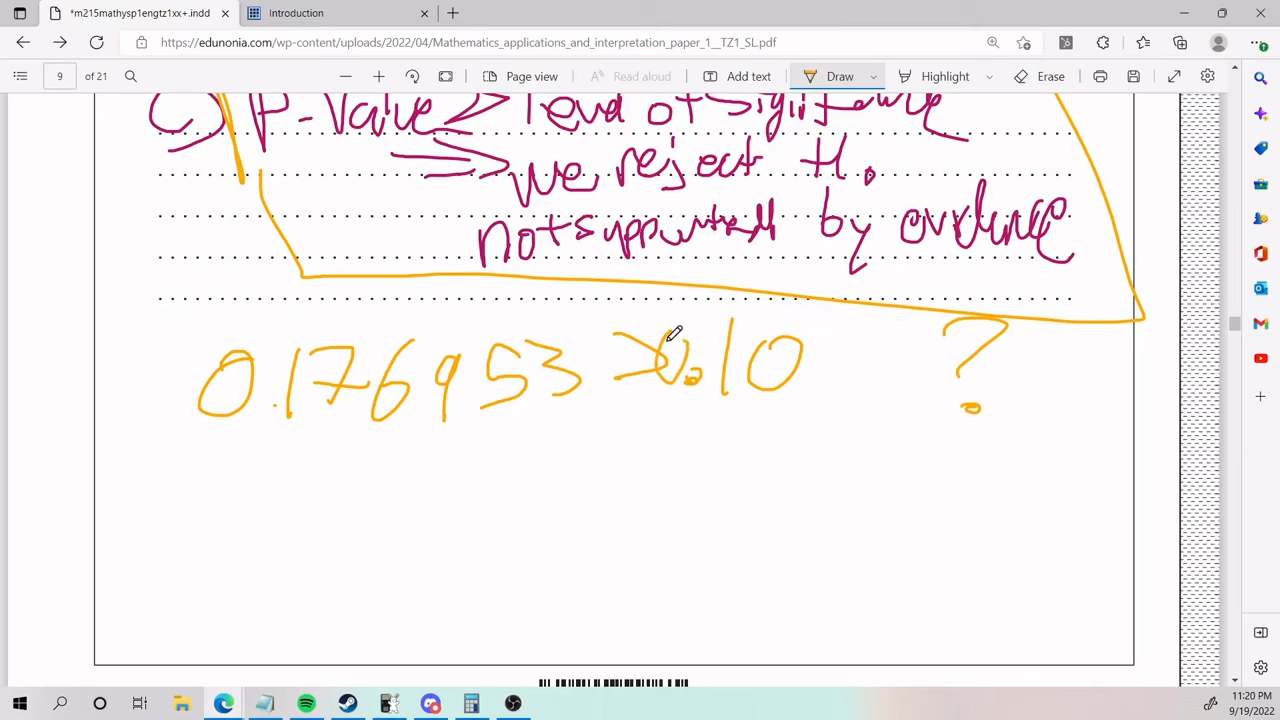 *m215mathysp1engtz1xx+.indd
Introduction
https://edunonia.com/wp-content/uploads/2022/04/Mathematics_applications_and_interpretation_paper_1__TZ1_SL.pdf
9 of 21 Page view Read aloud Add text Draw Highlight Erase
C) P-value > level of significance
=> we reject H0
not supported by evidence
0.176953 > 0.10 ?
11:20 PM
9/19/2022